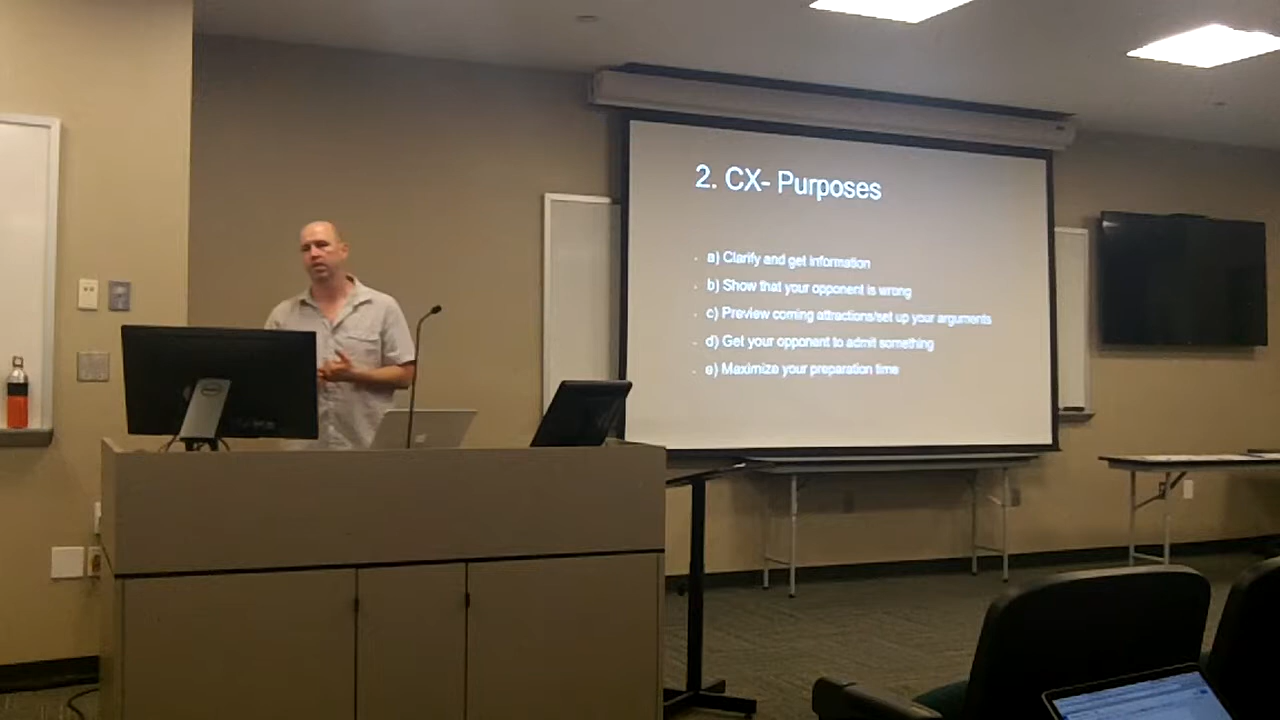 2. CX- Purposes
a) Clarify and get information
b) Show that your opponent is wrong
c) Preview coming attractions/set up your arguments
d) Get your opponent to admit something
e) Maximize your preparation time